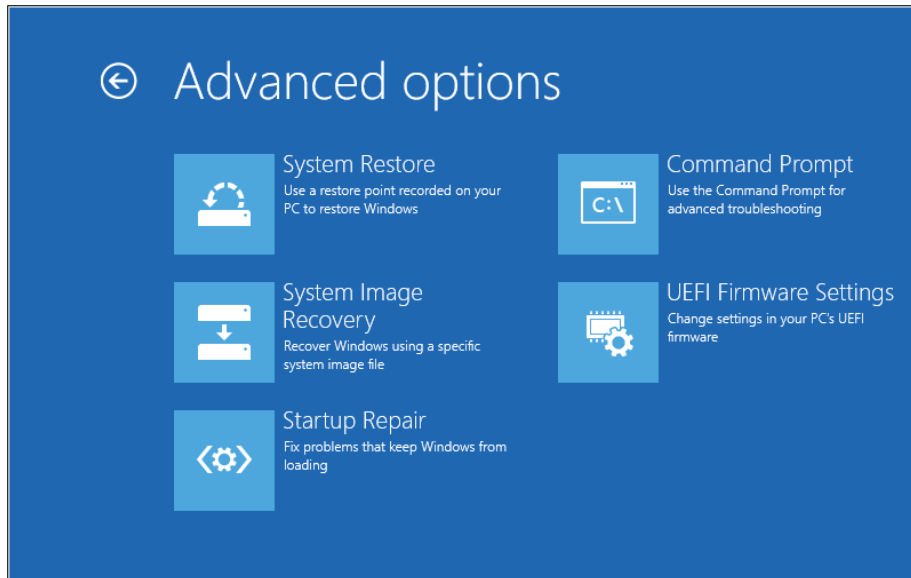 Advanced options
System Restore
Use a restore point recorded on your
PC to restore Windows
System Image
Recovery
Recover Windows using a specific
system image file
Startup Repair
Fix problems that keep Windows from
loading
C:\
Command Prompt
Use the Command Prompt for
advanced troubleshooting
UEFI Firmware Settings
Change settings in your PC's UEFI
firmware